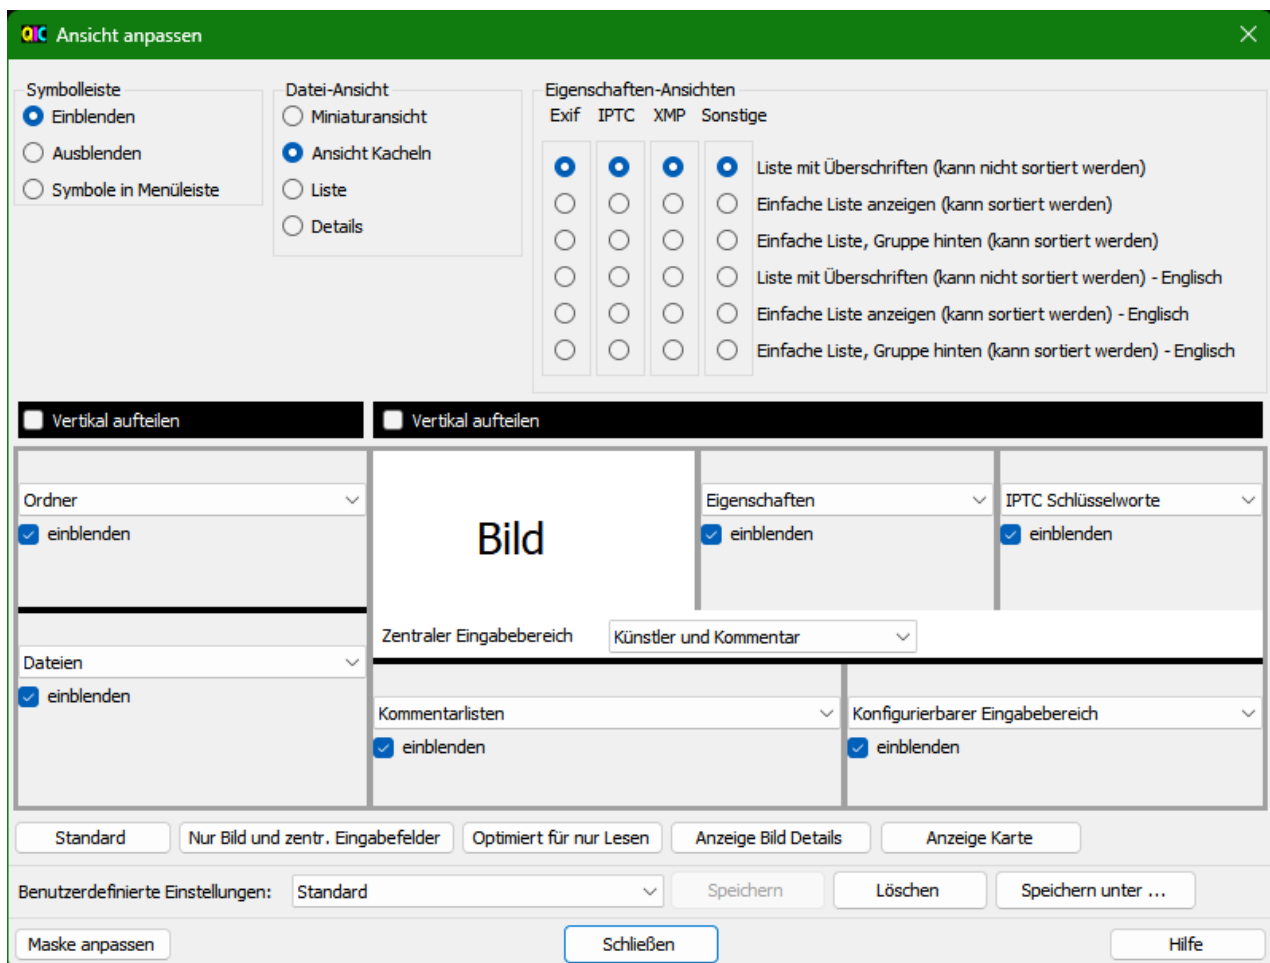 QIC Ansicht anpassen
Symbolleiste
Einblenden
Ausblenden
Symbole in Menüleiste
Datei-Ansicht
Miniaturansicht
Ansicht Kacheln
Liste
Details
Eigenschaften-Ansichten
Exif IPTC XMP Sonstige
Liste mit Überschriften (kann nicht sortiert werden)
Einfache Liste anzeigen (kann sortiert werden)
Einfache Liste, Gruppe hinten (kann sortiert werden)
Liste mit Überschriften (kann nicht sortiert werden) - Englisch
Einfache Liste anzeigen (kann sortiert werden) - Englisch
Einfache Liste, Gruppe hinten (kann sortiert werden) - Englisch
Vertikal aufteilen
Vertikal aufteilen
Ordner
einblenden
Dateien
einblenden
Bild
Eigenschaften
einblenden
IPTC Schlüsselworte
einblenden
Zentraler Eingabebereich Künstler und Kommentar
Kommentarlisten
einblenden
Konfigurierbarer Eingabebereich
einblenden
Standard Nur Bild und zentr. Eingabefelder Optimiert für nur Lesen Anzeige Bild Details Anzeige Karte
Benutzerdefinierte Einstellungen: Standard Speichern Löschen Speichern unter ...
Maske anpassen Schließen Hilfe